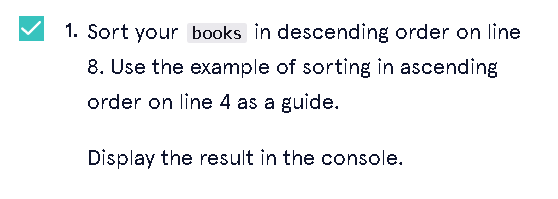 1. Sort your books in descending order on line
8. Use the example of sorting in ascending
order on line 4 as a guide.
Display the result in the console.